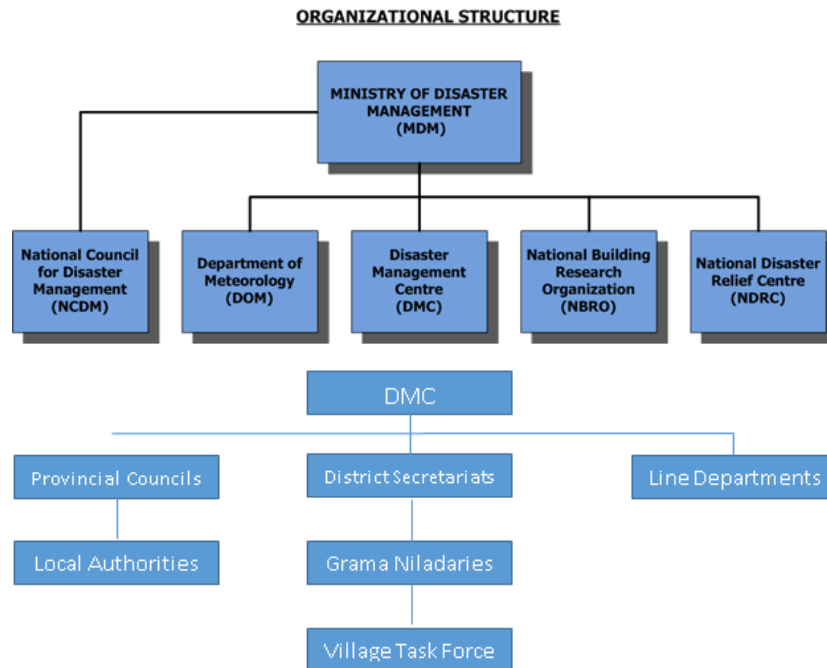 ORGANIZATIONAL STRUCTURE
MINISTRY OF DISASTER
MANAGEMENT
(MDM)
National Council
for Disaster
Management
(NCDM)
Department of
Meteorology
(DOM)
Disaster
Management
Centre
(DMC)
National Building
Research
Organization
(NBRO)
National Disaster
Relief Centre
(NDRC)
DMC
Provincial Councils
District Secretariats
Line Departments
Local Authorities
Grama Niladaries
Village Task Force